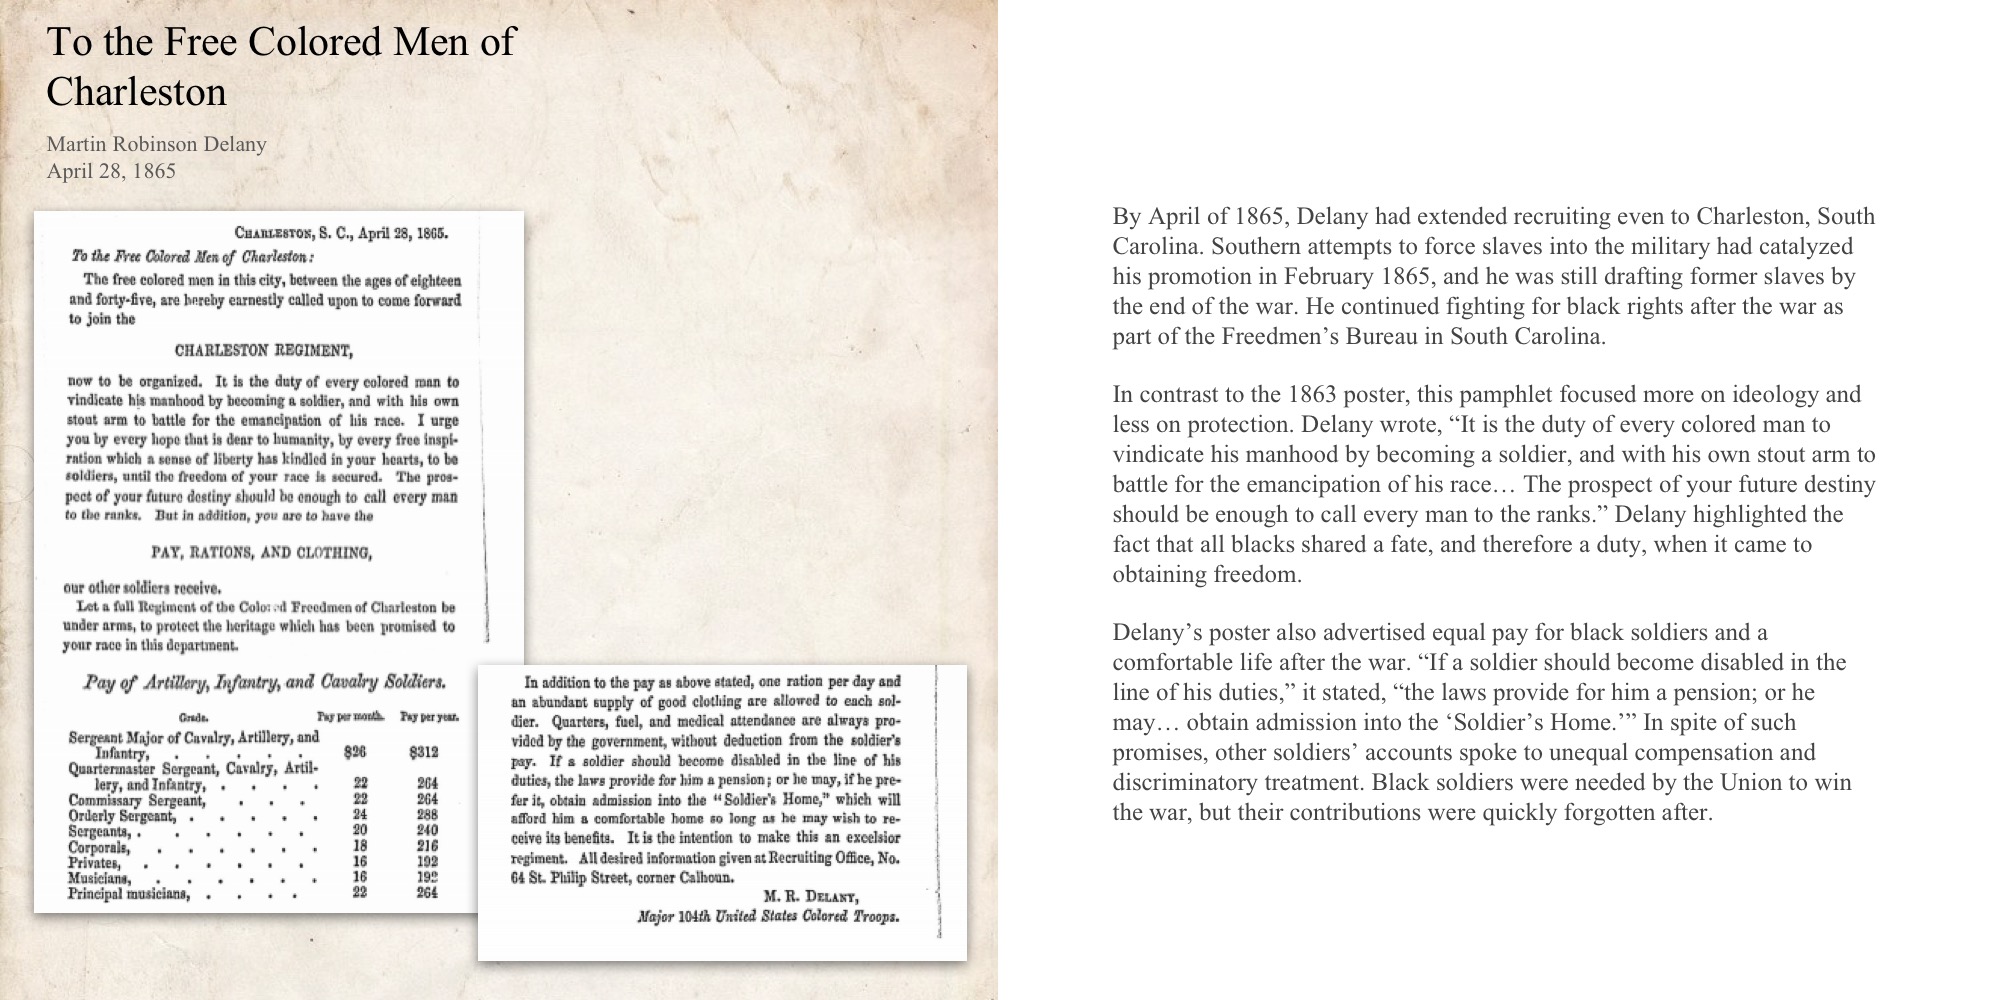 To the Free Colored Men of
Charleston
Martin Robinson Delany
April 28, 1865
CHARLESTON, S. C., April 28, 1865.
To the Free Colored Men of Charleston:
The free colored men in this city, between the ages of eighteen
and forty-five, are hereby earnestly called upon to come forward
to join the
CHARLESTON REGIMENT,
now to be organized. It is the duty of every colored man to
vindicate his manhood by becoming a soldier, and with his own
stout arm to battle for the emancipation of his race. I urge
you by every hope that is dear to humanity, by every free inspi-
ration which a sense of liberty has kindled in your hearts, to be
soldiers, until the freedom of your race is secured. The pros-
pect of your future destiny should be enough to call every man
to the ranks. But in addition, you are to have the
PAY, RATIONS, AND CLOTHING,
our other soldiers receive.
Let a full Regiment of the Colored Freedmen of Charleston be
under arms, to protect the heritage which has been promised to
your race in this department.
Pay of Artillery, Infantry, and Cavalry Soldiers.
Grade. Pay per month. Pay per year.
Sergeant Major of Cavalry, Artillery, and
Infantry, . . . . . $26 $312
Quartermaster Sergeant, Cavalry, Artil-
lery, and Infantry, . . . . 22 264
Commissary Sergeant, . . . 22 264
Orderly Sergeant, . . . . 24 288
Sergeants, . . . . . . 20 240
Corporals, . . . . . 18 216
Privates, . . . . . . 16 192
Musicians, . . . . . 16 192
Principal musicians, . . . . 22 264
In addition to the pay as above stated, one ration per day and
an abundant supply of good clothing are allowed to each sol-
dier. Quarters, fuel, and medical attendance are always pro-
vided by the government, without deduction from the soldier's
pay. If a soldier should become disabled in the line of his
duties, the laws provide for him a pension; or he may, if he pre-
fer it, obtain admission into the "Soldier's Home," which will
afford him a comfortable home so long as he may wish to re-
ceive its benefits. It is the intention to make this an excelsior
regiment. All desired information given at Recruiting Office, No.
64 St. Philip Street, corner Calhoun.
M. R. DELANY,
Major 104th United States Colored Troops.
By April of 1865, Delany had extended recruiting even to Charleston, South
Carolina. Southern attempts to force slaves into the military had catalyzed
his promotion in February 1865, and he was still drafting former slaves by
the end of the war. He continued fighting for black rights after the war as
part of the Freedmen’s Bureau in South Carolina.
In contrast to the 1863 poster, this pamphlet focused more on ideology and
less on protection. Delany wrote, “It is the duty of every colored man to
vindicate his manhood by becoming a soldier, and with his own stout arm to
battle for the emancipation of his race… The prospect of your future destiny
should be enough to call every man to the ranks.” Delany highlighted the
fact that all blacks shared a fate, and therefore a duty, when it came to
obtaining freedom.
Delany’s poster also advertised equal pay for black soldiers and a
comfortable life after the war. “If a soldier should become disabled in the
line of his duties,” it stated, “the laws provide for him a pension; or he
may… obtain admission into the ‘Soldier’s Home.’” In spite of such
promises, other soldiers’ accounts spoke to unequal compensation and
discriminatory treatment. Black soldiers were needed by the Union to win
the war, but their contributions were quickly forgotten after.